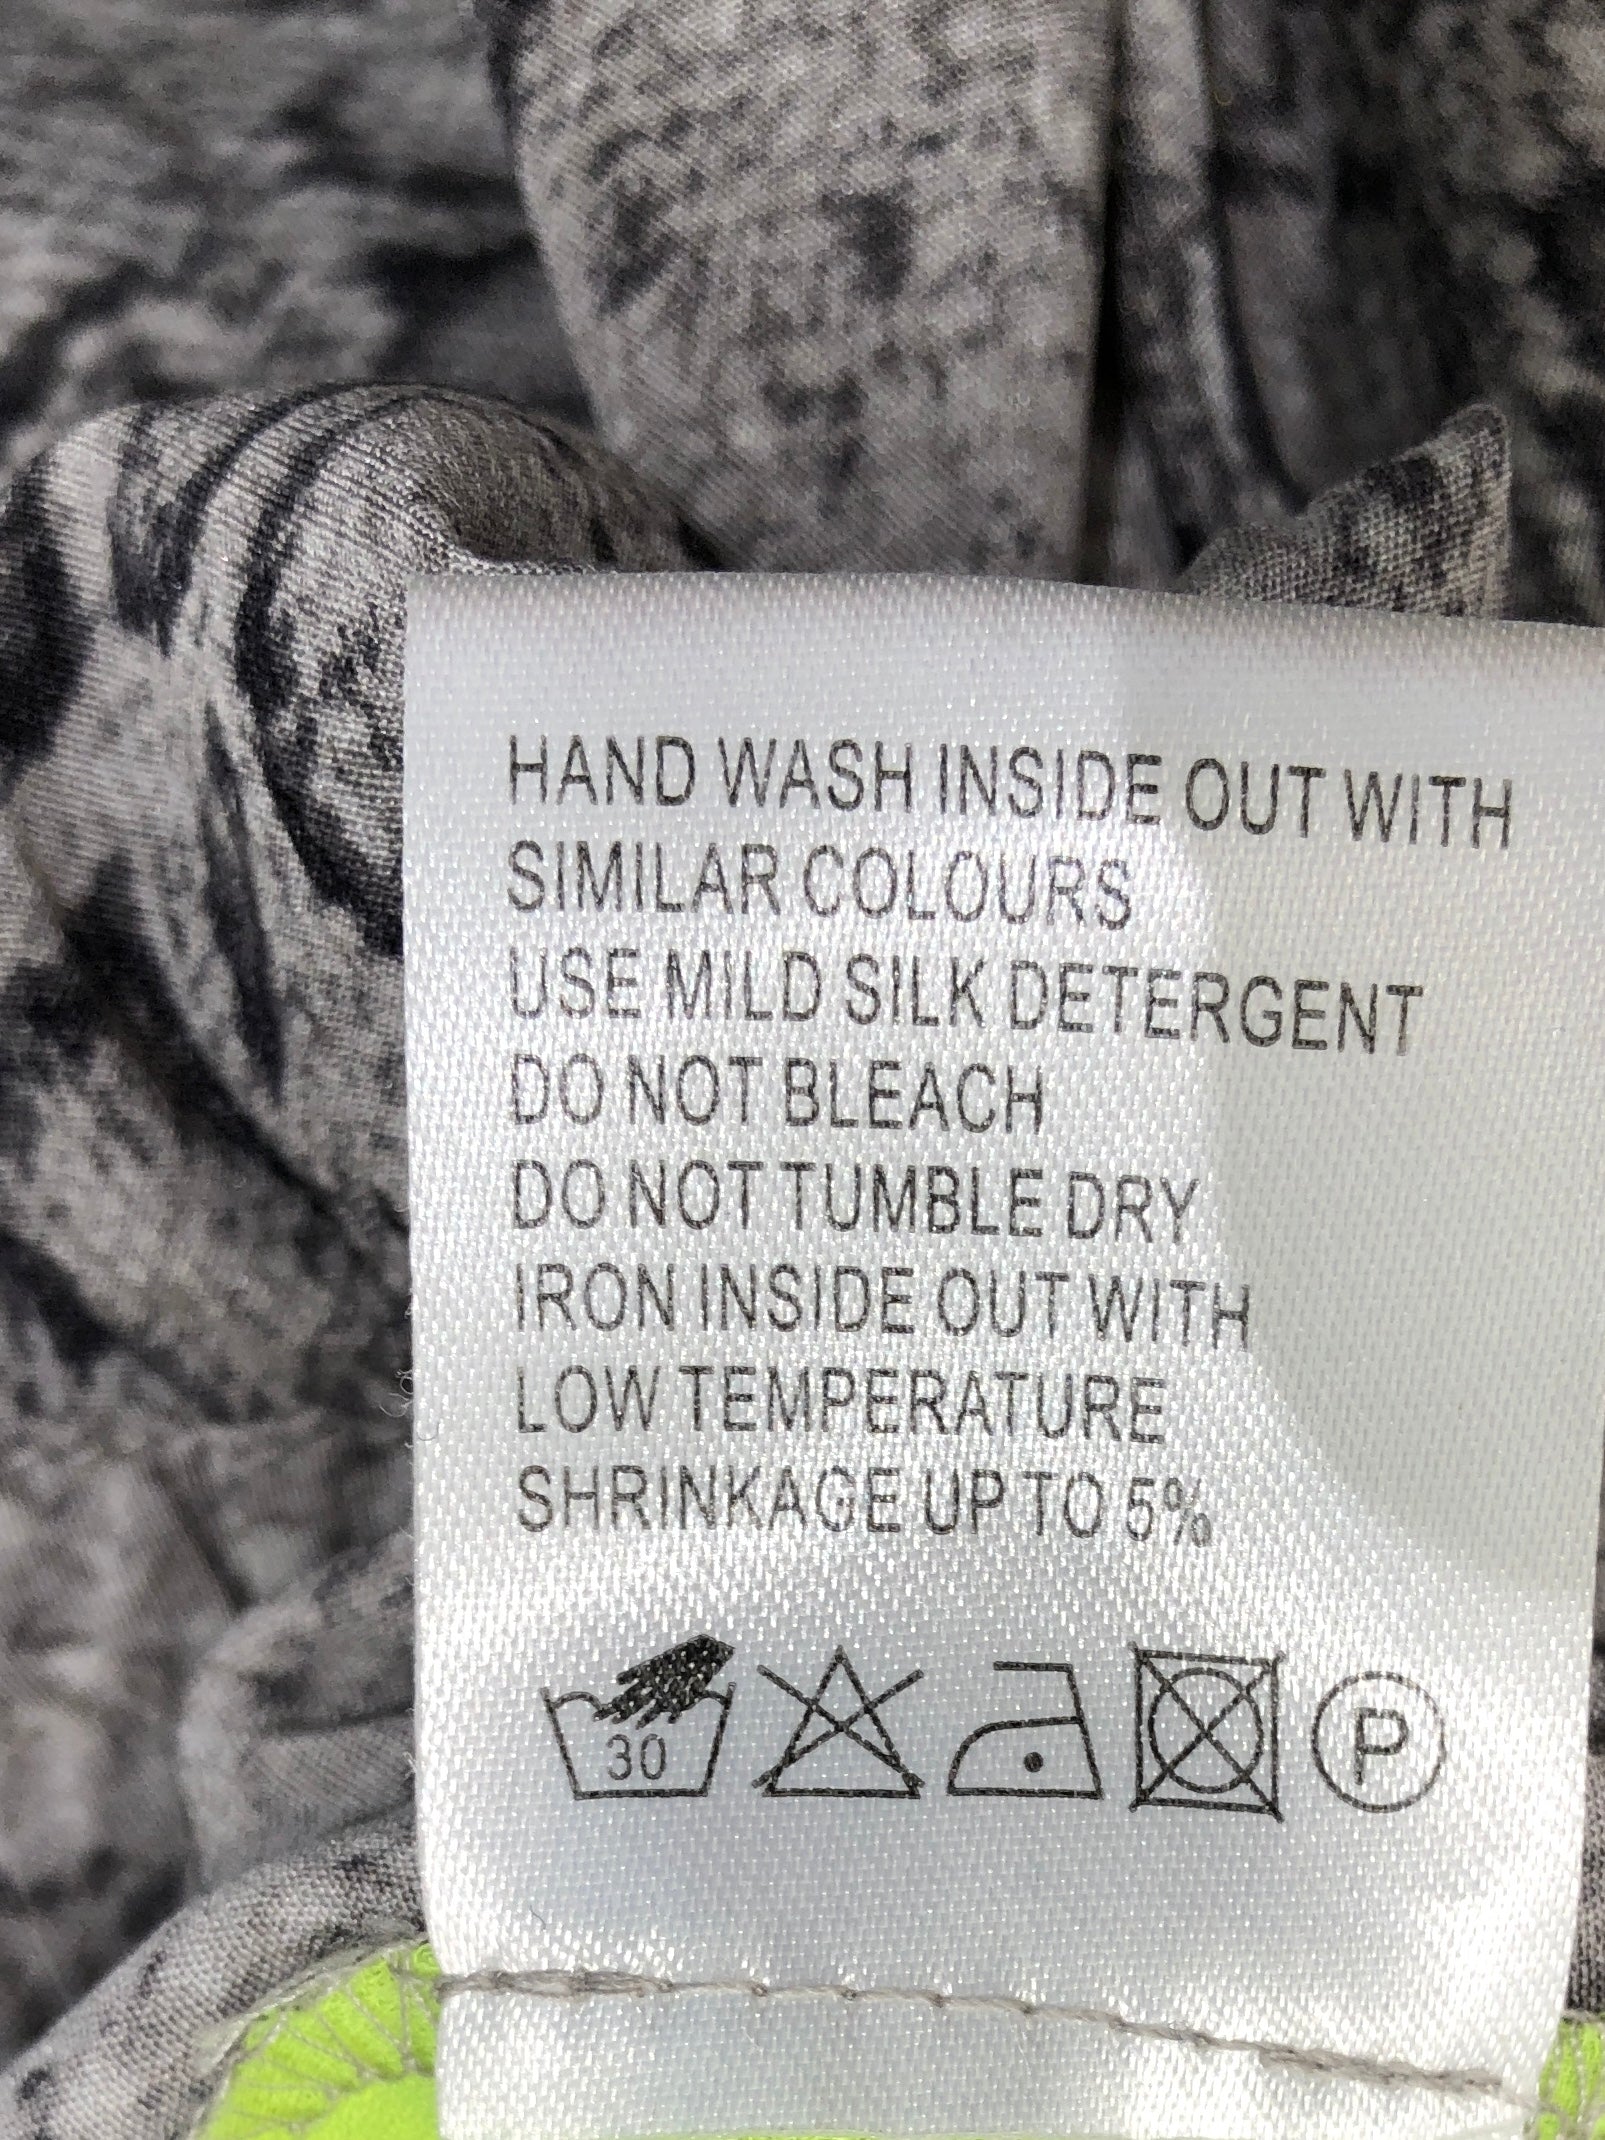 HAND WASH INSIDE OUT WITH
SIMILAR COLOURS
USE MILD SILK DETERGENT
DO NOT BLEACH
DO NOT TUMBLE DRY
IRON INSIDE OUT WITH
LOW TEMPERATURE
SHRINKAGE UP TO 5%
30 P